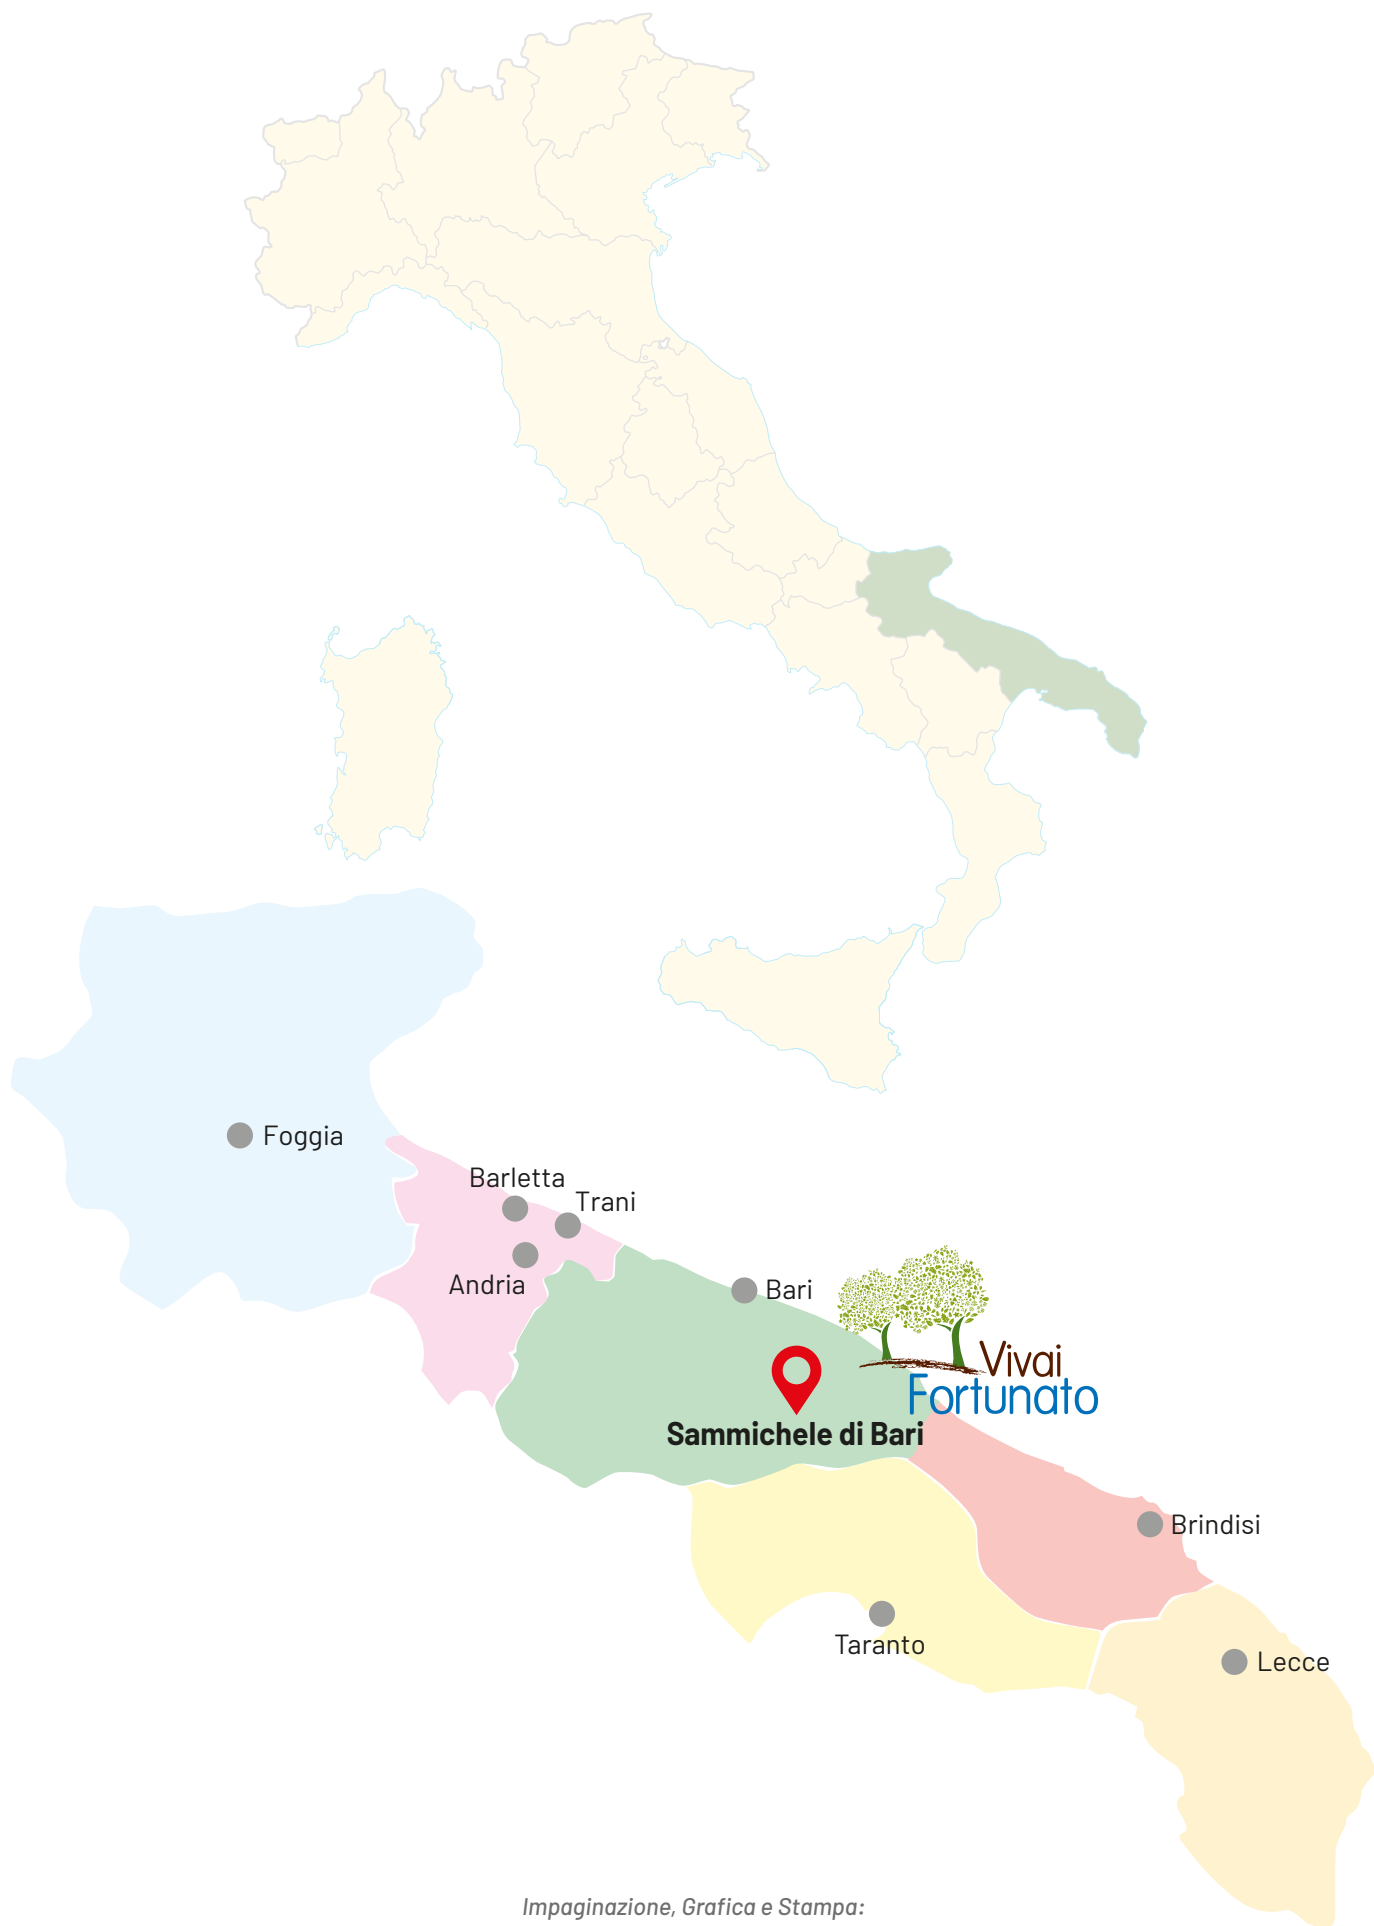 Foggia
Barletta
Trani
Andria
Bari
Vivai
Fortunato
Sammichele di Bari
Brindisi
Taranto
Lecce
Impaginazione, Grafica e Stampa: